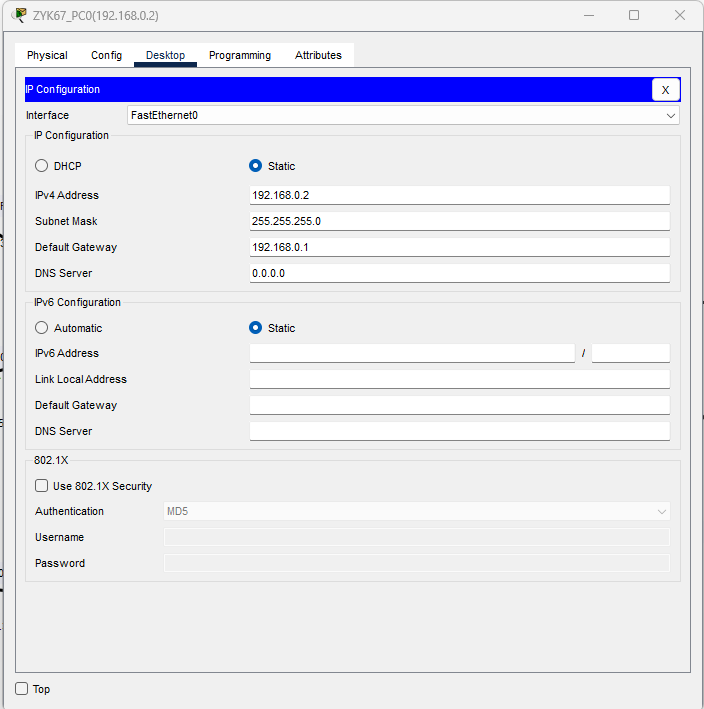 ZYK67_PC0(192.168.0.2)
Physical Config Desktop Programming Attributes
IP Configuration X
Interface FastEthernet0
IP Configuration
DHCP Static
IPv4 Address 192.168.0.2
Subnet Mask 255.255.255.0
Default Gateway 192.168.0.1
DNS Server 0.0.0.0
IPv6 Configuration
Automatic Static
IPv6 Address /
Link Local Address
Default Gateway
DNS Server
802.1X
Use 802.1X Security
Authentication MD5
Username
Password
Top